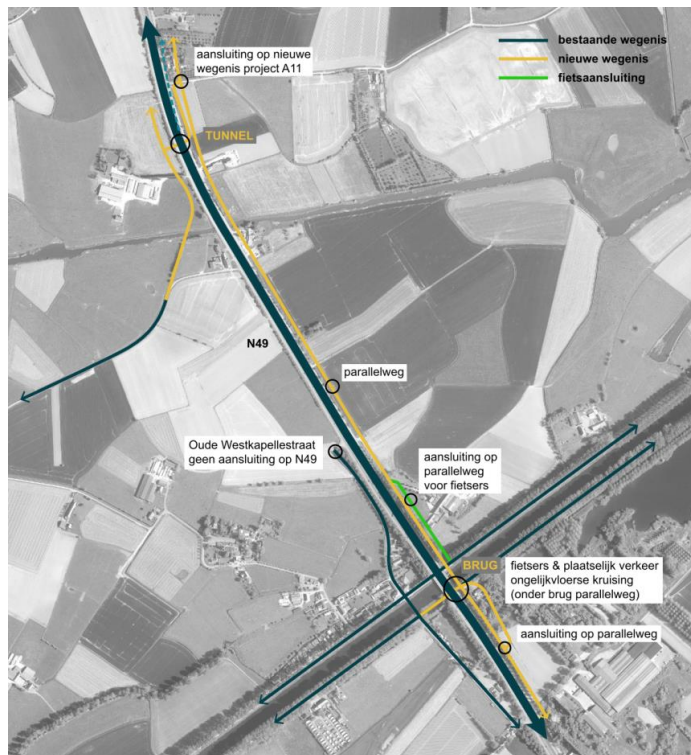 aansluiting op nieuwe
wegenis project A11
bestaande wegenis
nieuwe wegenis
fietsaansluiting
TUNNEL
N49
parallelweg
Oude Westkapellestraat
geen aansluiting op N49
aansluiting op
parallelweg
voor fietsers
BRUG
fietsers & plaatselijk verkeer
ongelijkvloerse kruising
(onder brug parallelweg)
aansluiting op parallelweg